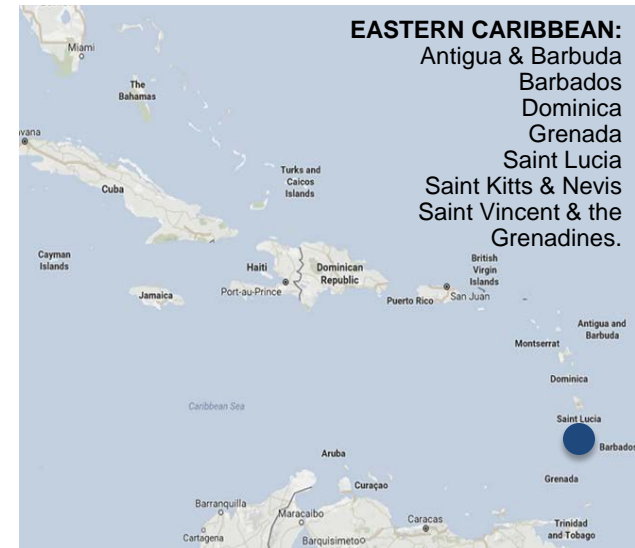 EASTERN CARIBBEAN:
Antigua & Barbuda
Barbados
Dominica
Grenada
Saint Lucia
Saint Kitts & Nevis
Saint Vincent & the
Grenadines.
Miami
The
Bahamas
vana
Cuba
Turks and
Caicos
Islands
Cayman
Islands
Jamaica
Haiti
Port-au-Prince
Dominican
Republic
Puerto Rico
San Juan
British
Virgin
Islands
Antigua and
Barbuda
Montserrat
Dominica
Caribbean Sea
Saint Lucia
Barbados
Aruba
Curaçao
Grenada
Barranquilla
Maracaibo
Caracas
Trinidad
and Tobago
Cartagena
Barquisimeto